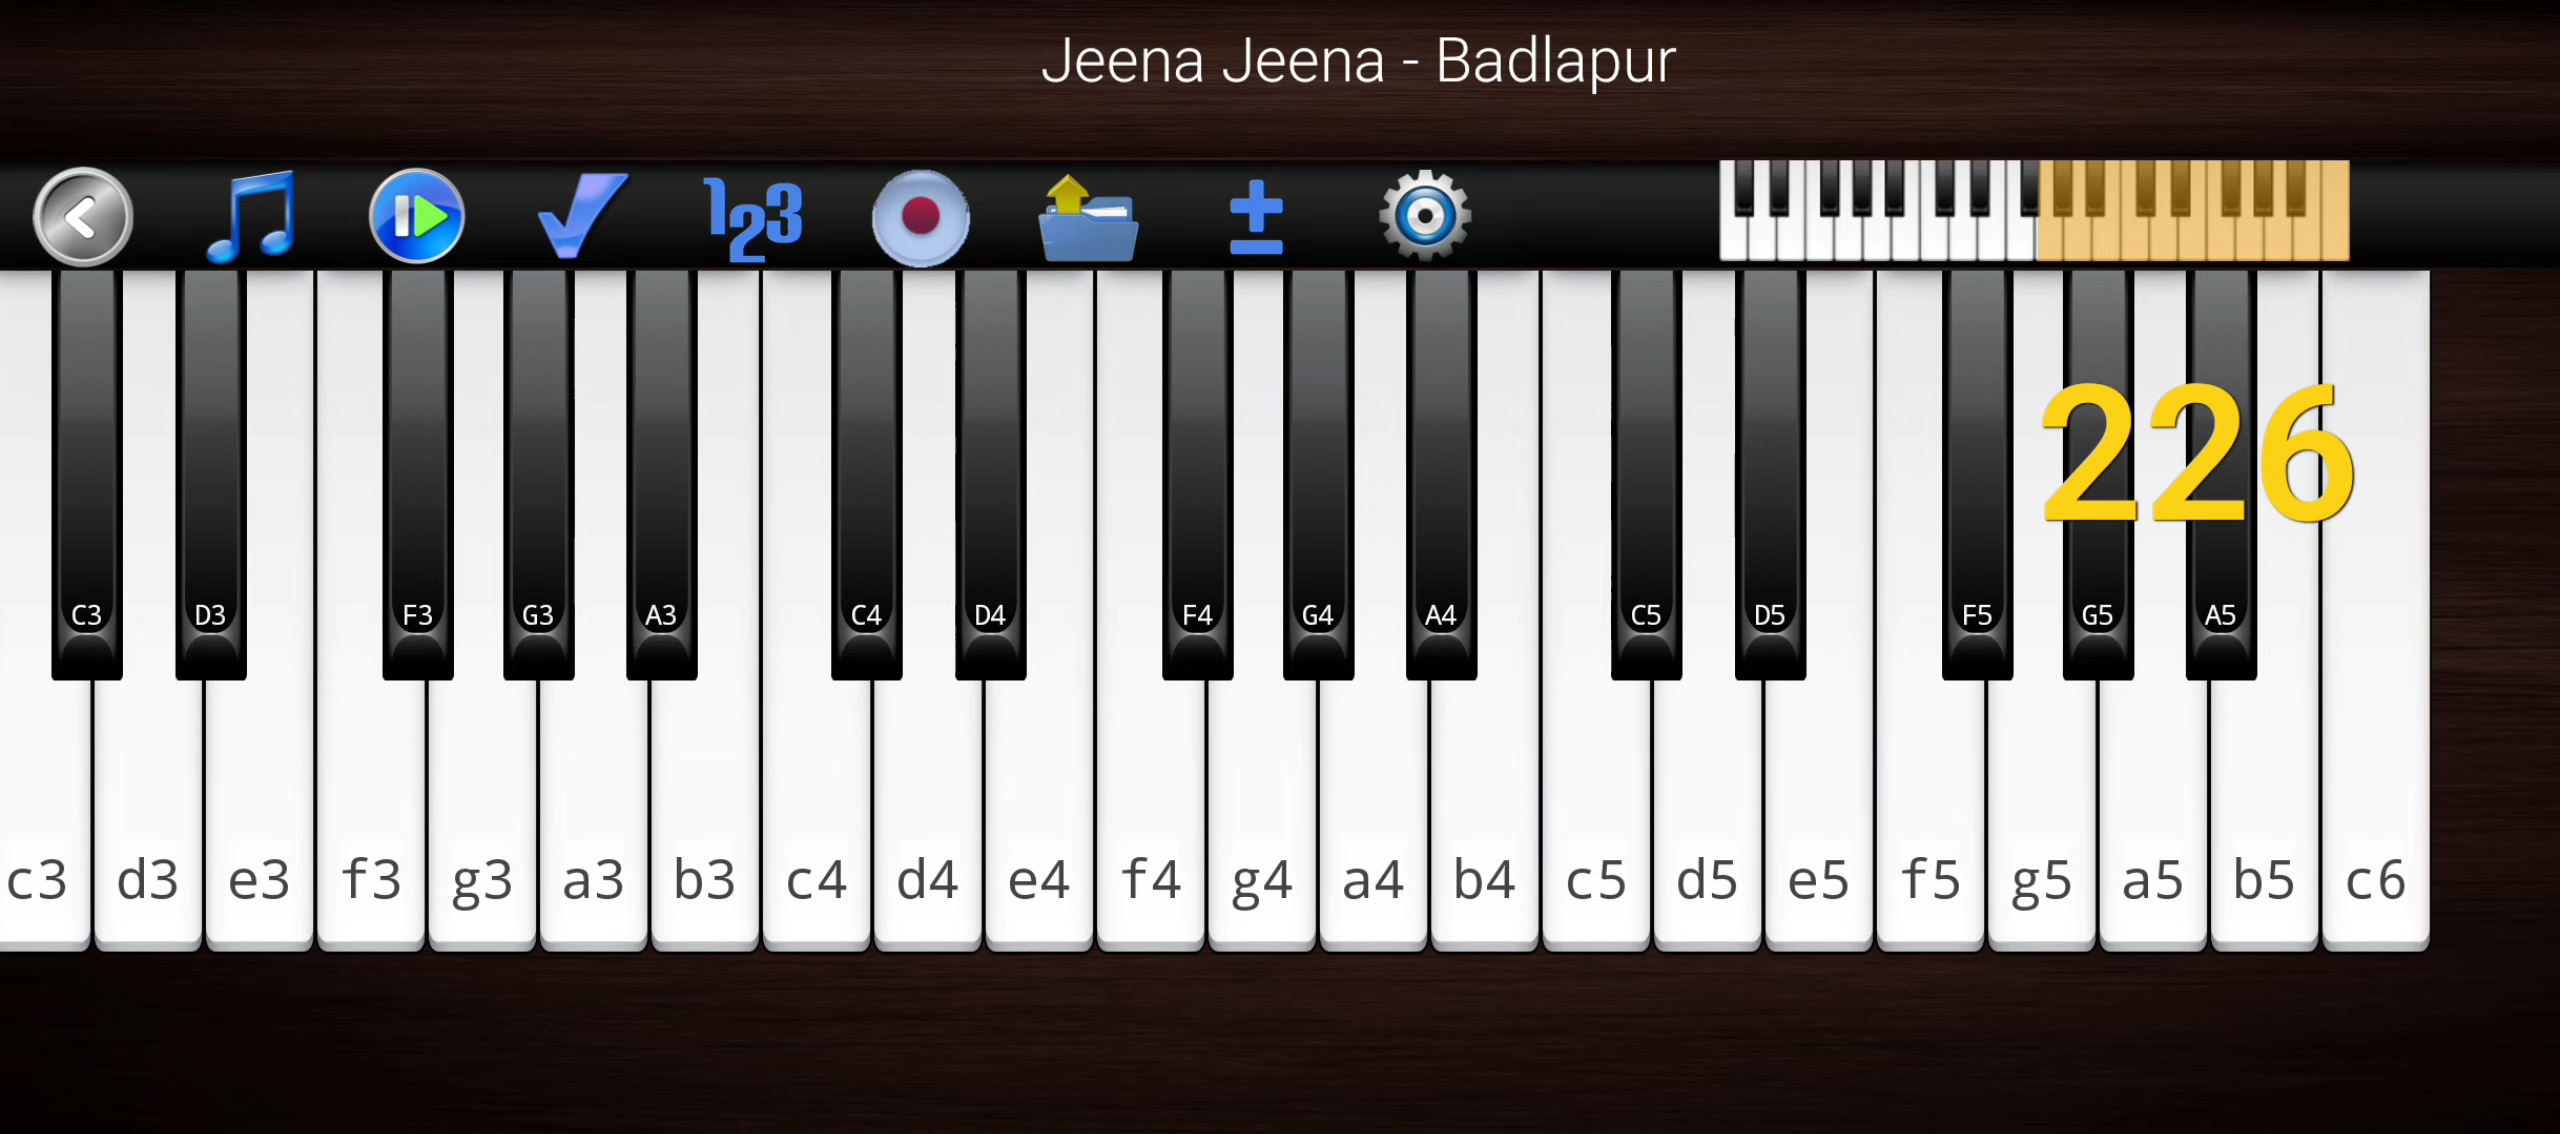 Jeena Jeena - Badlapur
123
226
C3 D3 F3 G3 A3 C4 D4 F4 G4 A4 C5 D5 F5 G5 A5
c3 d3 e3 f3 g3 a3 b3 c4 d4 e4 f4 g4 a4 b4 c5 d5 e5 f5 g5 a5 b5 c6